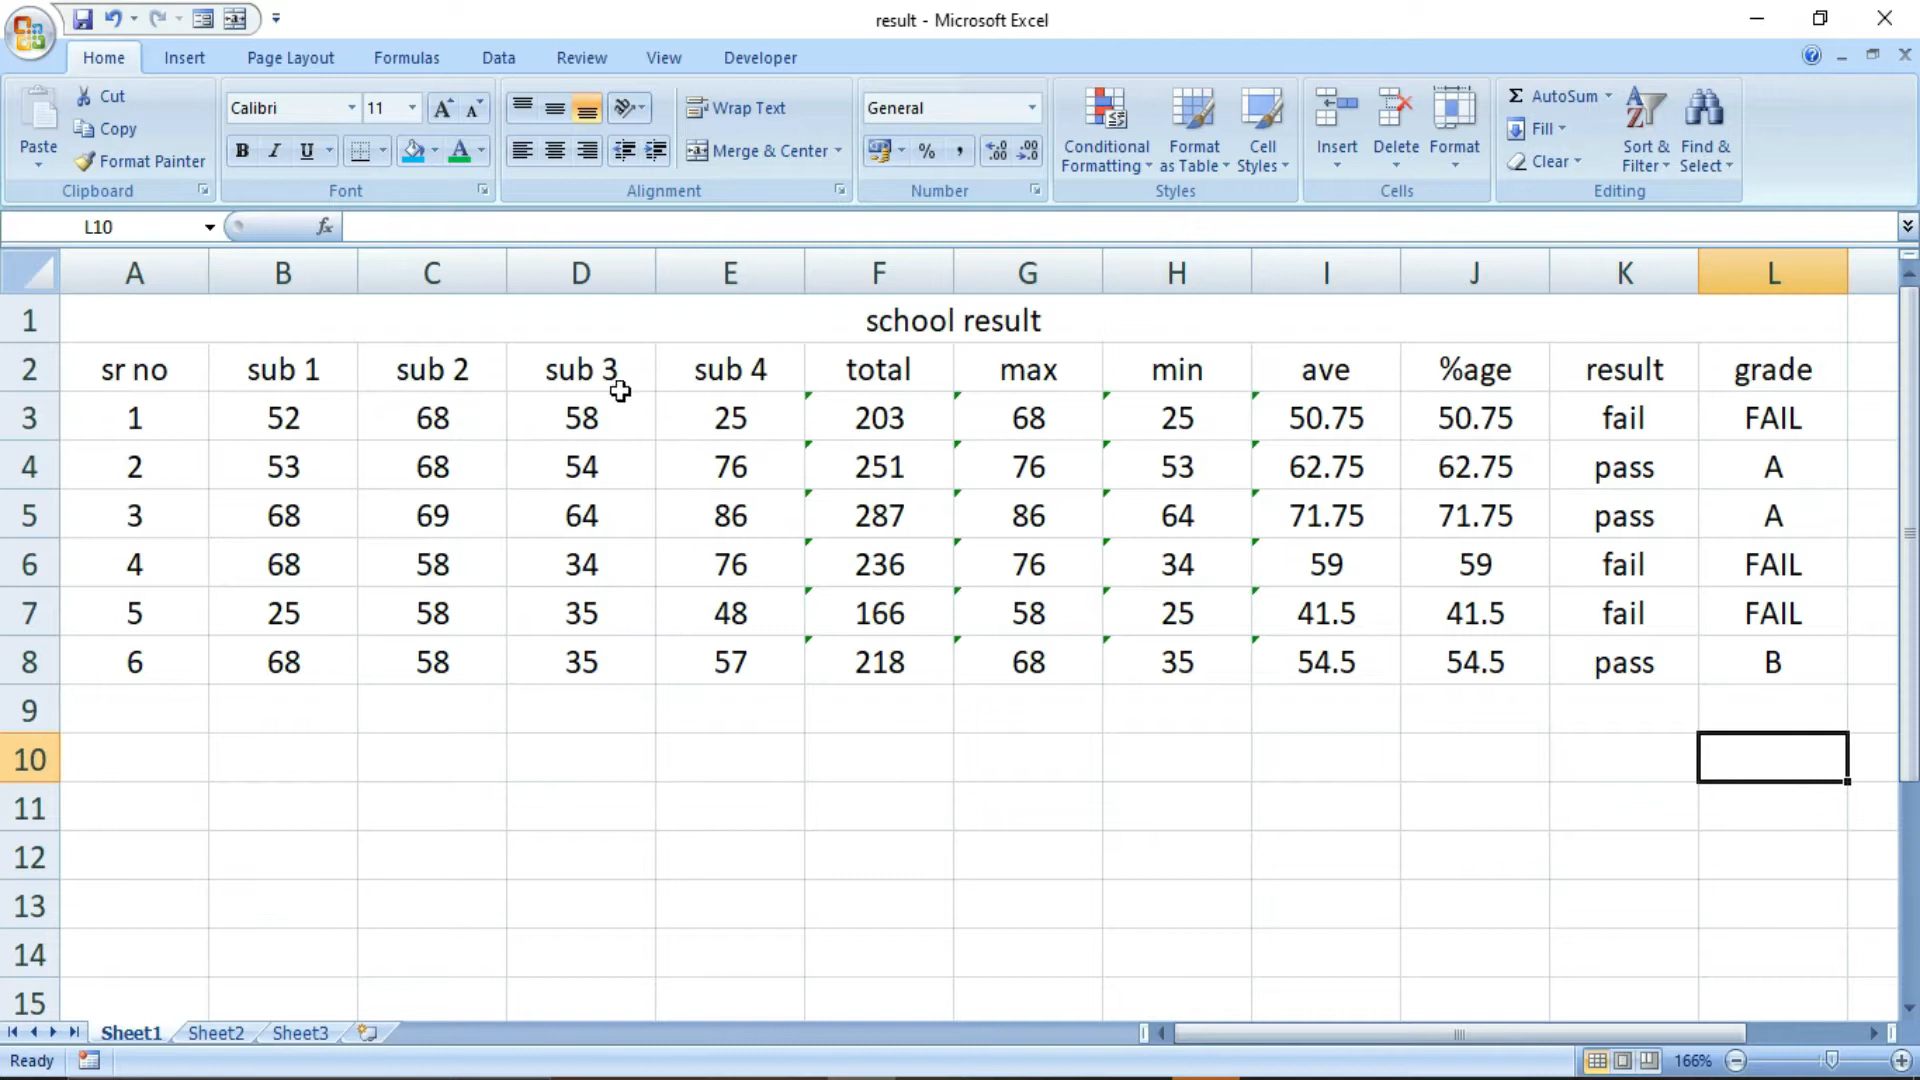 result - Microsoft Excel
Home Insert Page Layout Formulas Data Review View Developer
Paste
Cut
Copy
Format Painter
Clipboard
Calibri 11
B I U
Font
Wrap Text
Merge & Center
Alignment
General
% ,
Number
Conditional Formatting
Format as Table
Cell Styles
Styles
Insert Delete Format
Cells
Σ AutoSum
Fill
Clear
Sort & Filter
Find & Select
Editing
L10 fx
A B C D E F G H I J K L
1 school result
2 sr no sub 1 sub 2 sub 3 sub 4 total max min ave %age result grade
3 1 52 68 58 25 203 68 25 50.75 50.75 fail FAIL
4 2 53 68 54 76 251 76 53 62.75 62.75 pass A
5 3 68 69 64 86 287 86 64 71.75 71.75 pass A
6 4 68 58 34 76 236 76 34 59 59 fail FAIL
7 5 25 58 35 48 166 58 25 41.5 41.5 fail FAIL
8 6 68 58 35 57 218 68 35 54.5 54.5 pass B
9
10
11
12
13
14
15
Sheet1 Sheet2 Sheet3
Ready 166%